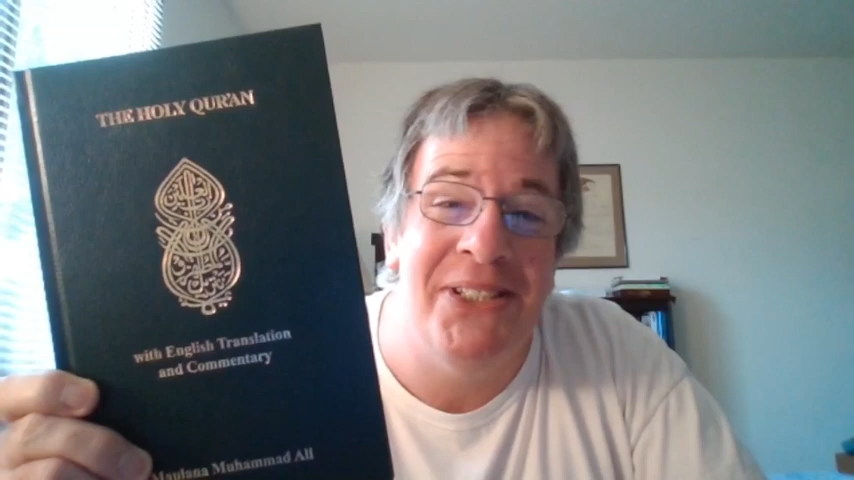 THE HOLY QUR'AN
with English Translation
and Commentary
Maulana Muhammad Ali